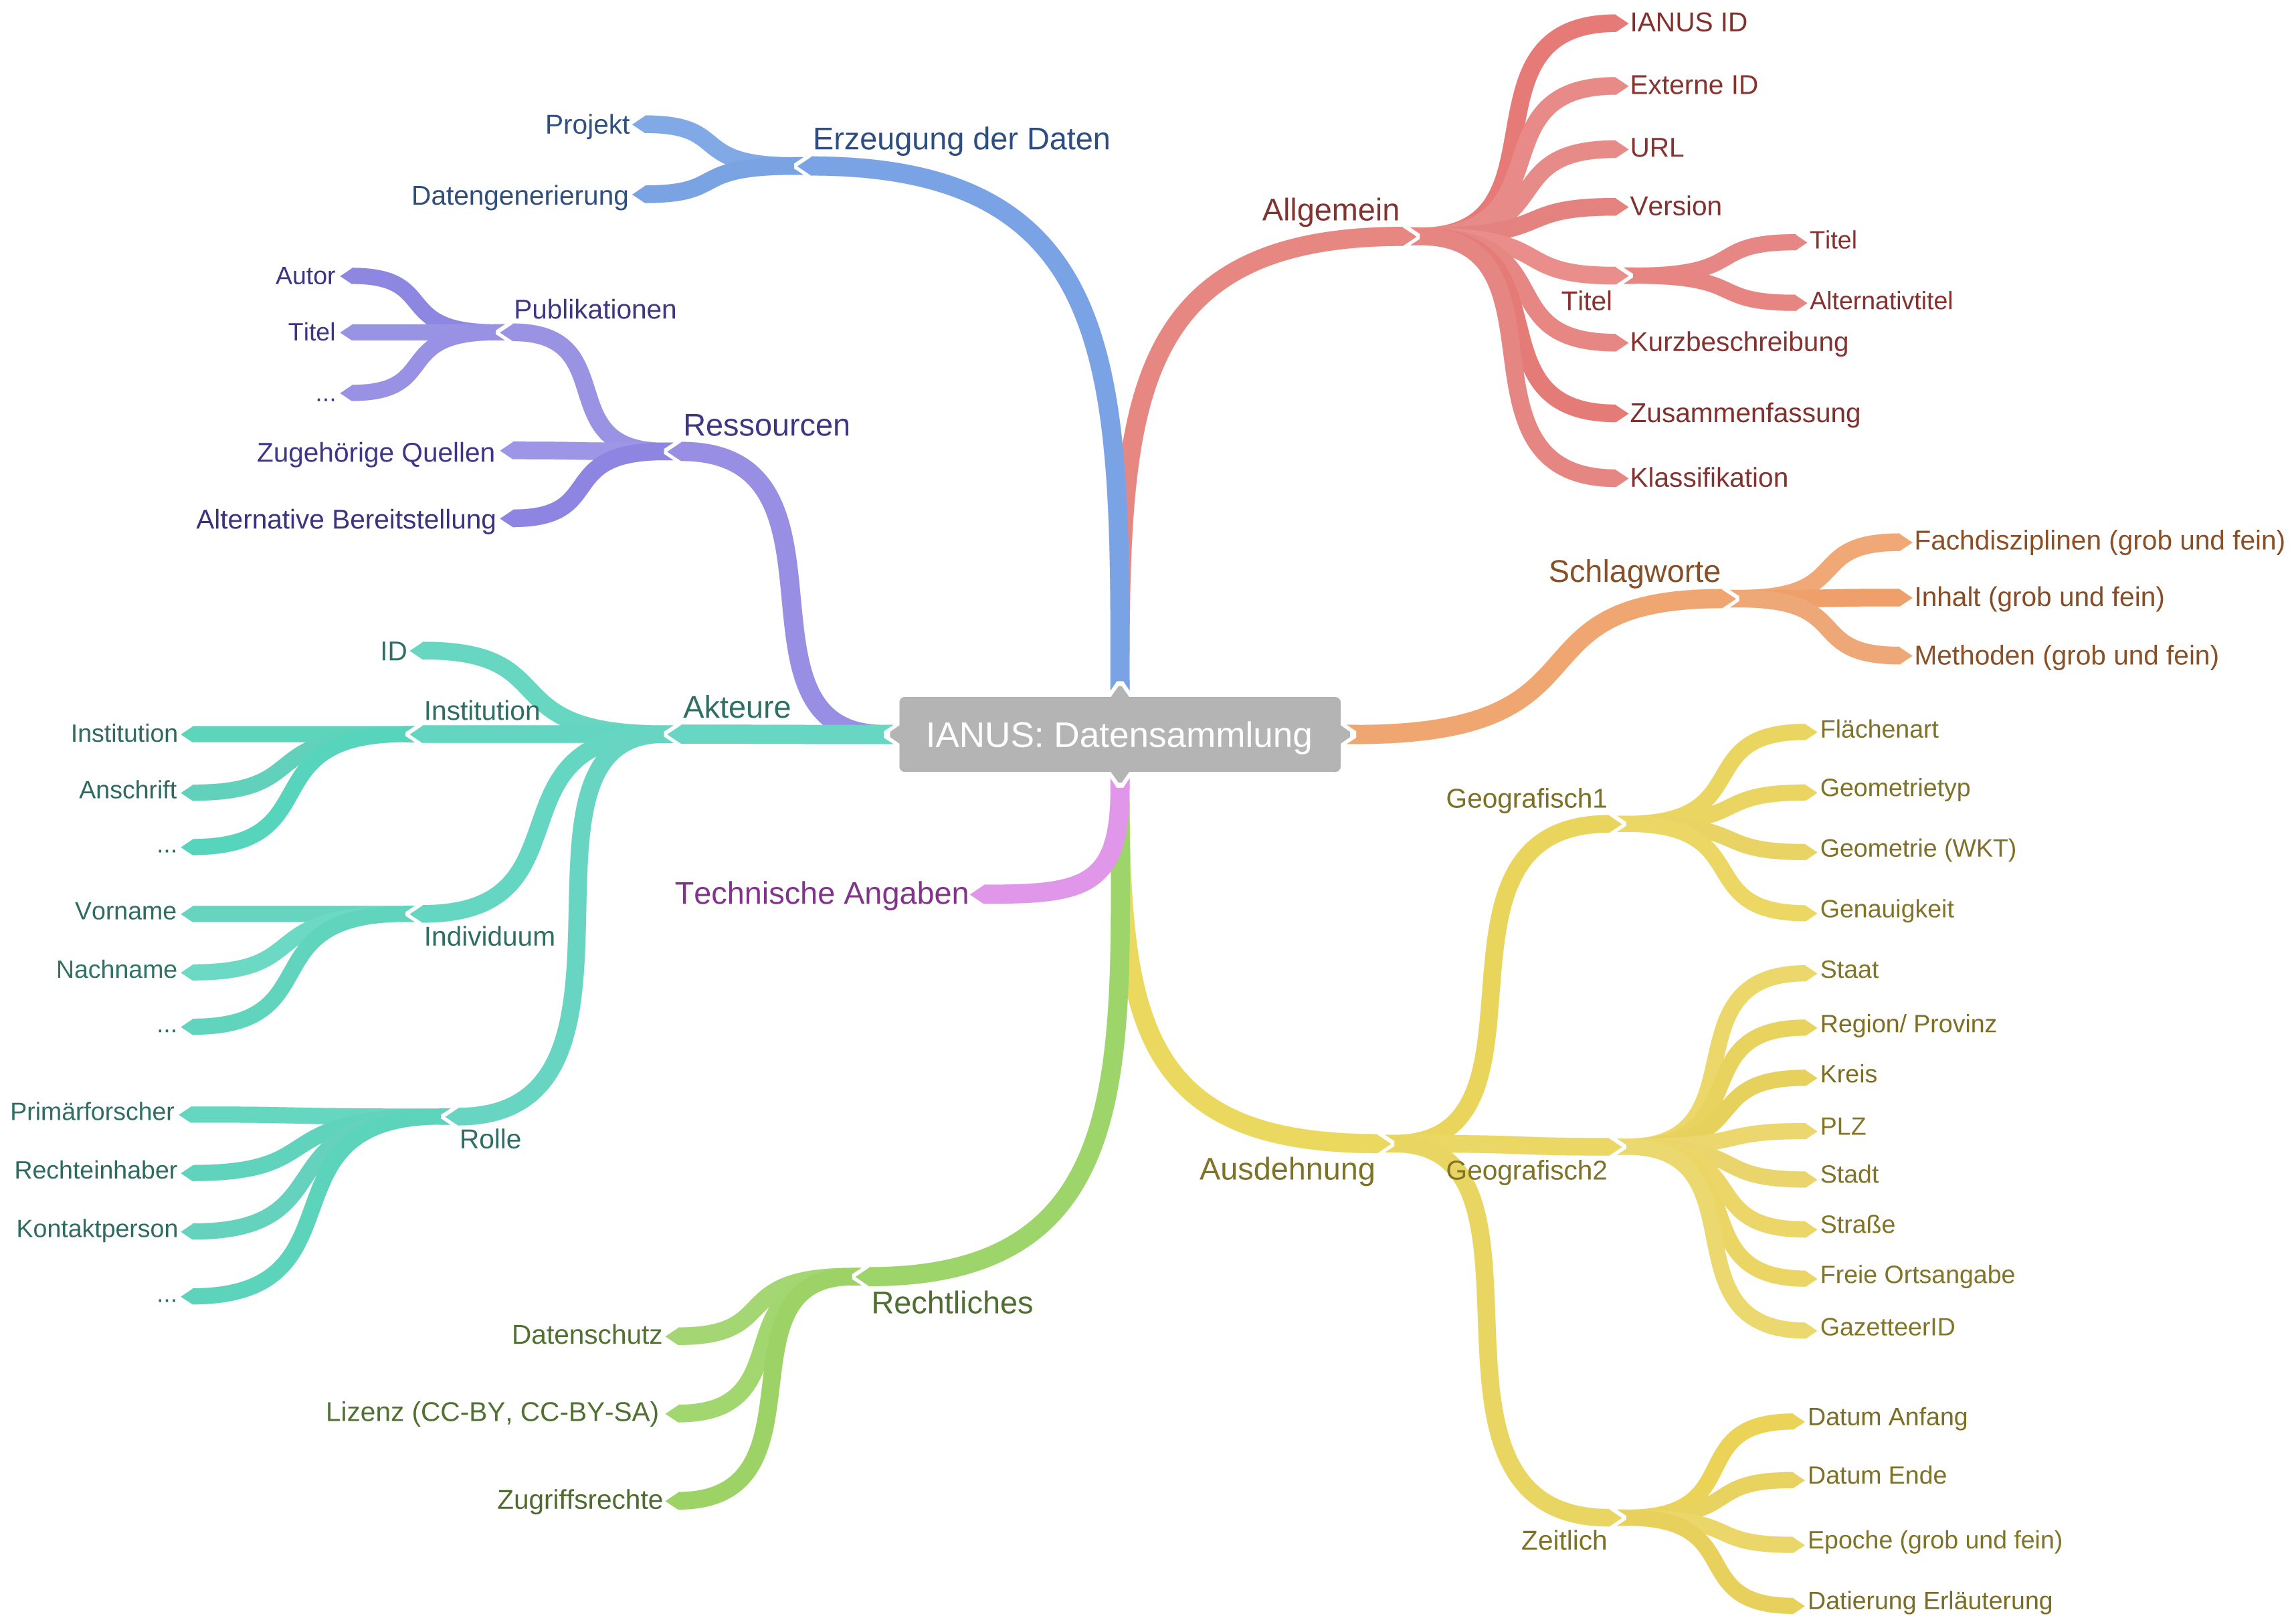 IANUS: Datensammlung
Allgemein
IANUS ID
Externe ID
URL
Version
Titel
Titel
Alternativtitel
Kurzbeschreibung
Zusammenfassung
Klassifikation
Schlagworte
Fachdisziplinen (grob und fein)
Inhalt (grob und fein)
Methoden (grob und fein)
Ausdehnung
Geografisch1
Flächenart
Geometrietyp
Geometrie (WKT)
Genauigkeit
Geografisch2
Staat
Region/ Provinz
Kreis
PLZ
Stadt
Straße
Freie Ortsangabe
GazetteerID
Zeitlich
Datum Anfang
Datum Ende
Epoche (grob und fein)
Datierung Erläuterung
Erzeugung der Daten
Projekt
Datengenerierung
Ressourcen
Publikationen
Autor
Titel
...
Zugehörige Quellen
Alternative Bereitstellung
Akteure
ID
Institution
Institution
Anschrift
...
Individuum
Vorname
Nachname
...
Rolle
Primärforscher
Rechteinhaber
Kontaktperson
...
Technische Angaben
Rechtliches
Datenschutz
Lizenz (CC-BY, CC-BY-SA)
Zugriffsrechte